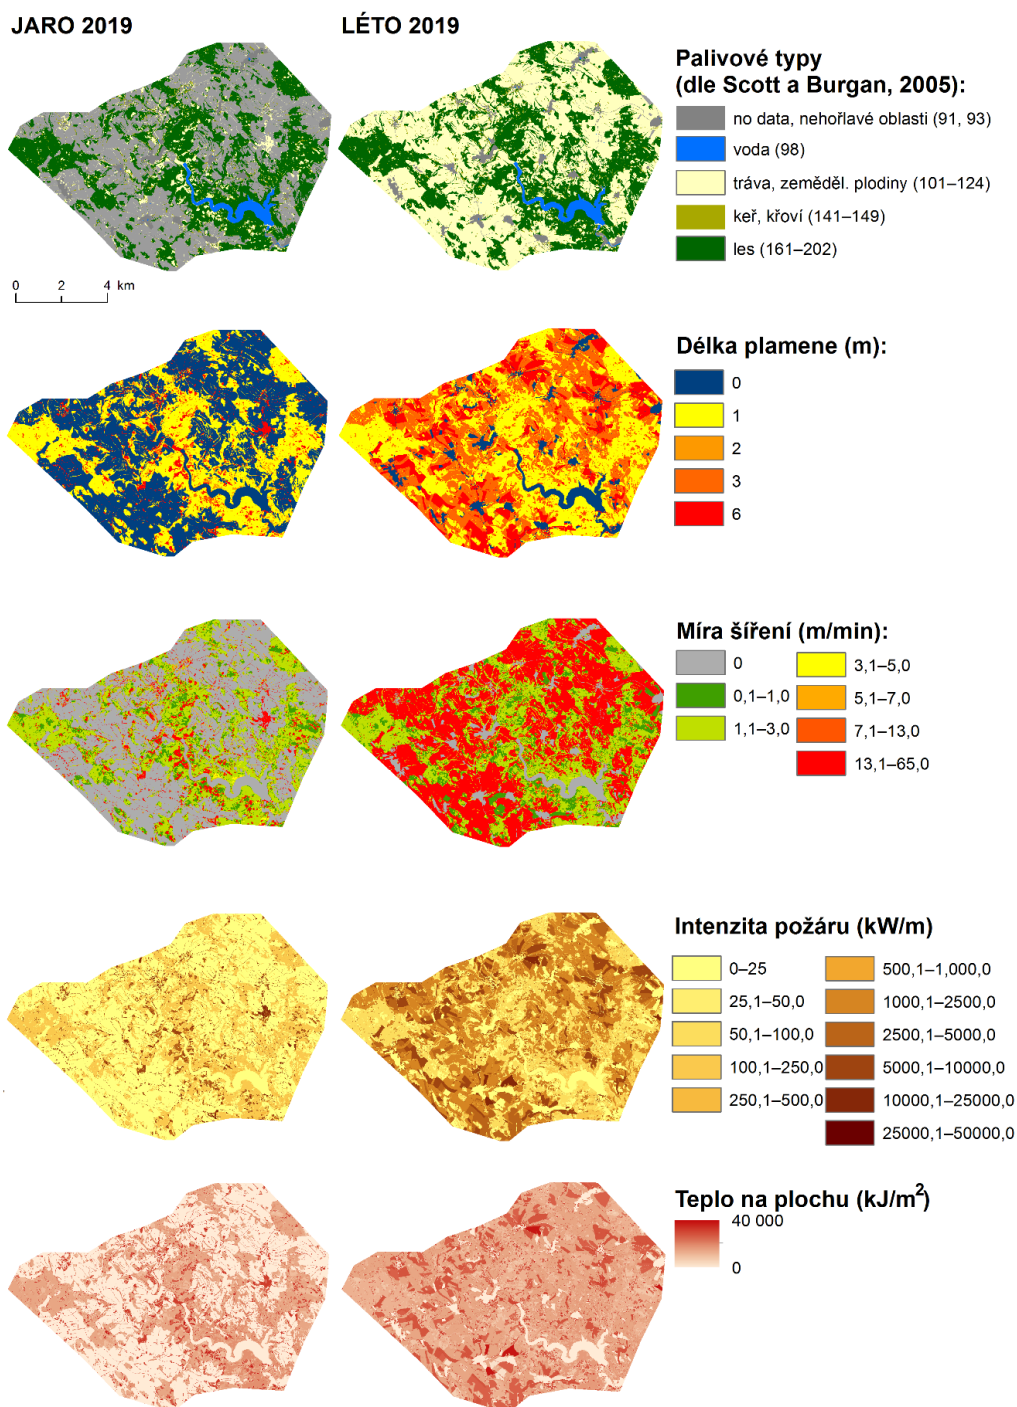 JARO 2019
LÉTO 2019
Palivové typy
(dle Scott a Burgan, 2005):
no data, nehořlavé oblasti (91, 93)
voda (98)
tráva, zeměděl. plodiny (101–124)
keř, křoví (141–149)
les (161–202)
0 2 4 km
Délka plamene (m):
0
1
2
3
6
Míra šíření (m/min):
0
0,1–1,0
1,1–3,0
3,1–5,0
5,1–7,0
7,1–13,0
13,1–65,0
Intenzita požáru (kW/m)
0–25
25,1–50,0
50,1–100,0
100,1–250,0
250,1–500,0
500,1–1,000,0
1000,1–2500,0
2500,1–5000,0
5000,1–10000,0
10000,1–25000,0
25000,1–50000,0
Teplo na plochu (kJ/m²)
40 000
0